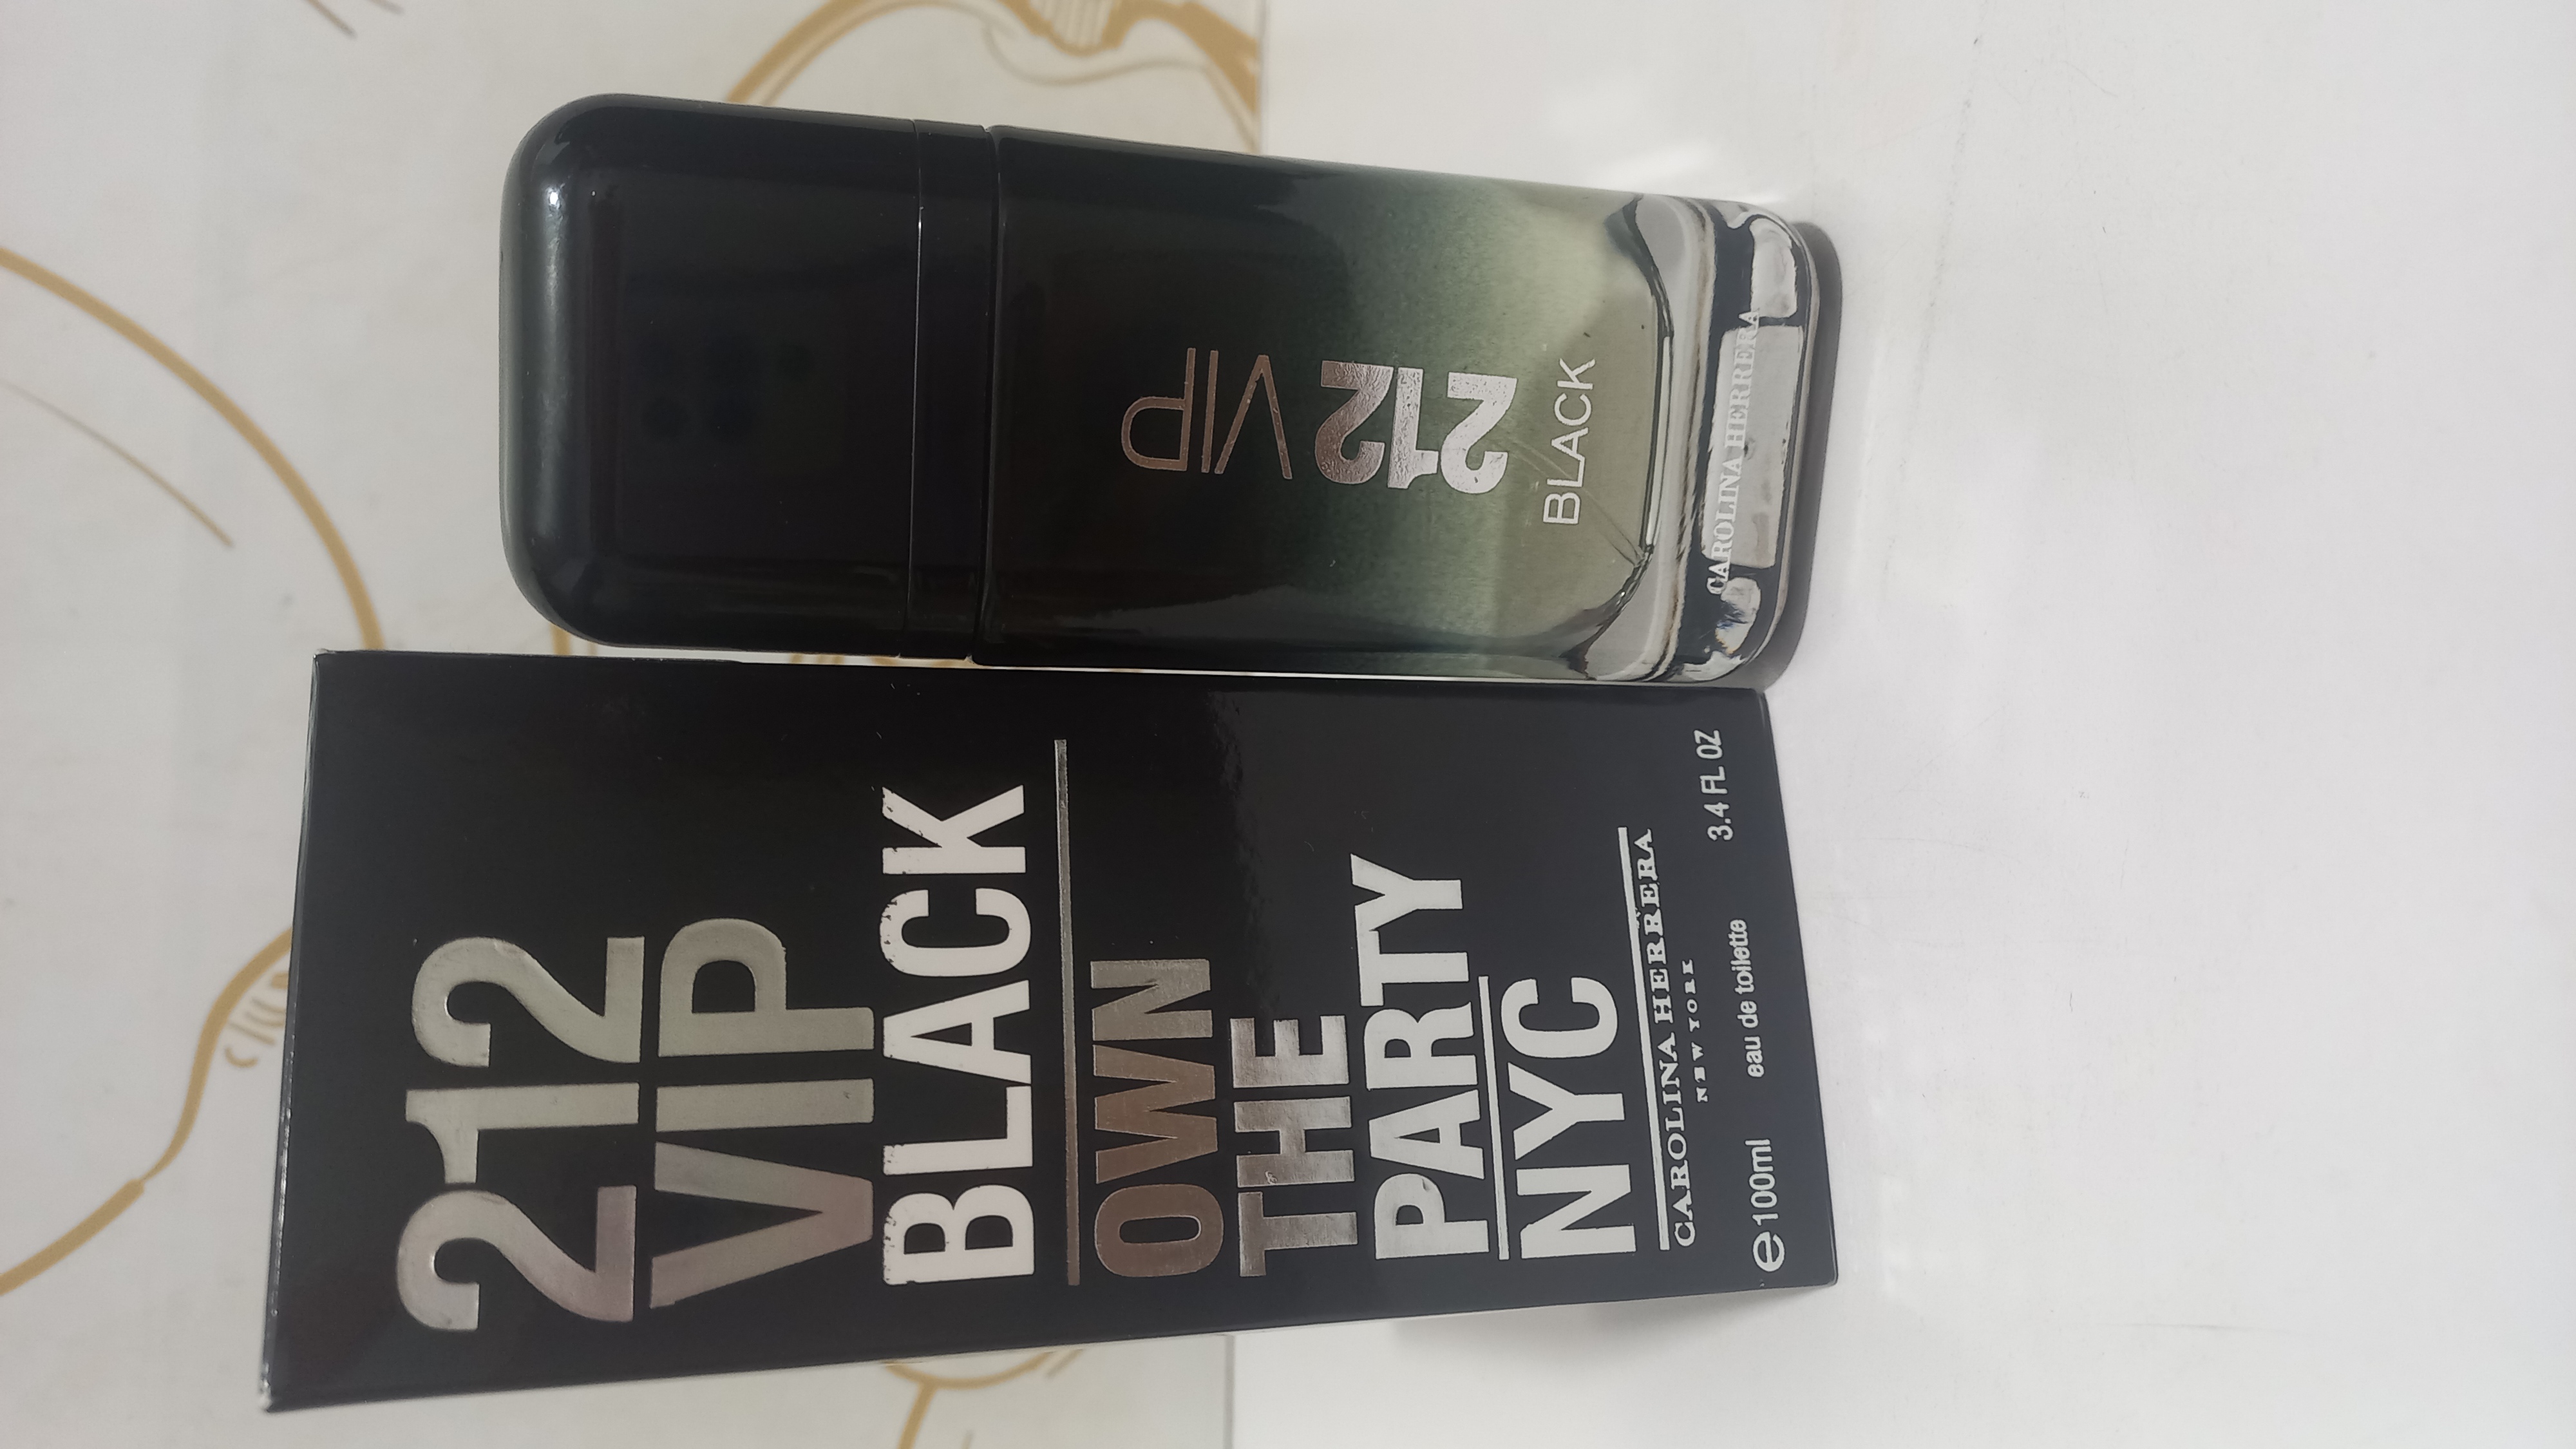 212
VIP
BLACK
OWN
THE
PARTY
NYC
CAROLINA HERRERA
NEW YORK
e 100ml eau de toilette 3.4 FL OZ
212 VIP
BLACK
CAROLINA HERRERA